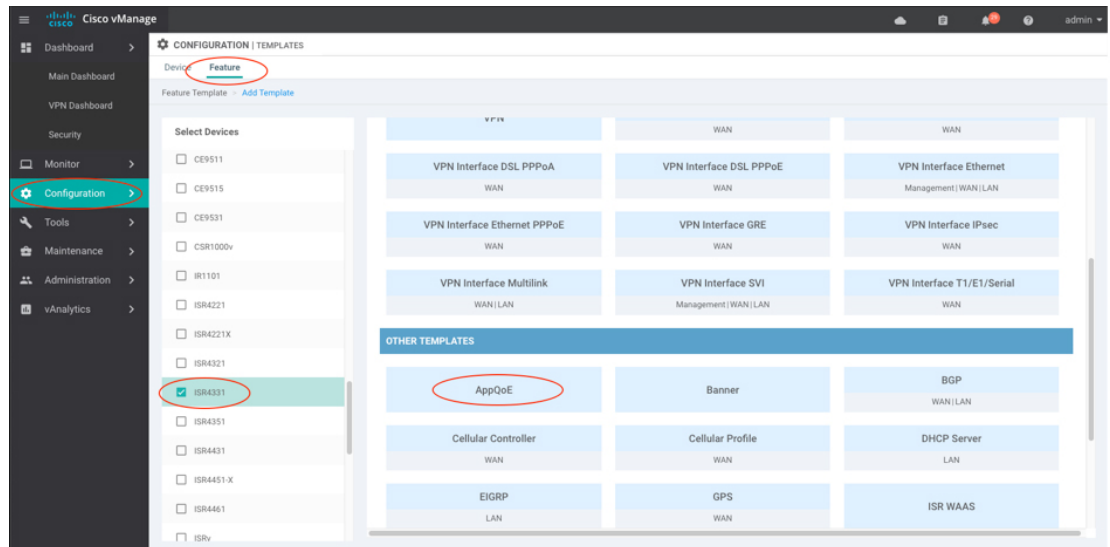 cisco Cisco vManage
admin
Dashboard
Main Dashboard
VPN Dashboard
Security
Monitor
Configuration
Tools
Maintenance
Administration
vAnalytics
CONFIGURATION | TEMPLATES
Device Feature
Feature Template > Add Template
Select Devices
CE9511
CE9515
CE9531
CSR1000v
IR1101
ISR4221
ISR4221X
ISR4321
ISR4331
ISR4351
ISR4431
ISR4451-X
ISR4461
ISRv
VPN
WAN WAN
VPN Interface DSL PPPoA VPN Interface DSL PPPoE VPN Interface Ethernet
WAN WAN Management | WAN | LAN
VPN Interface Ethernet PPPoE VPN Interface GRE VPN Interface IPsec
WAN WAN WAN
VPN Interface Multilink VPN Interface SVI VPN Interface T1/E1/Serial
WAN | LAN Management | WAN | LAN WAN
OTHER TEMPLATES
AppQoE Banner BGP
WAN | LAN
Cellular Controller Cellular Profile DHCP Server
WAN WAN LAN
EIGRP GPS ISR WAAS
LAN WAN